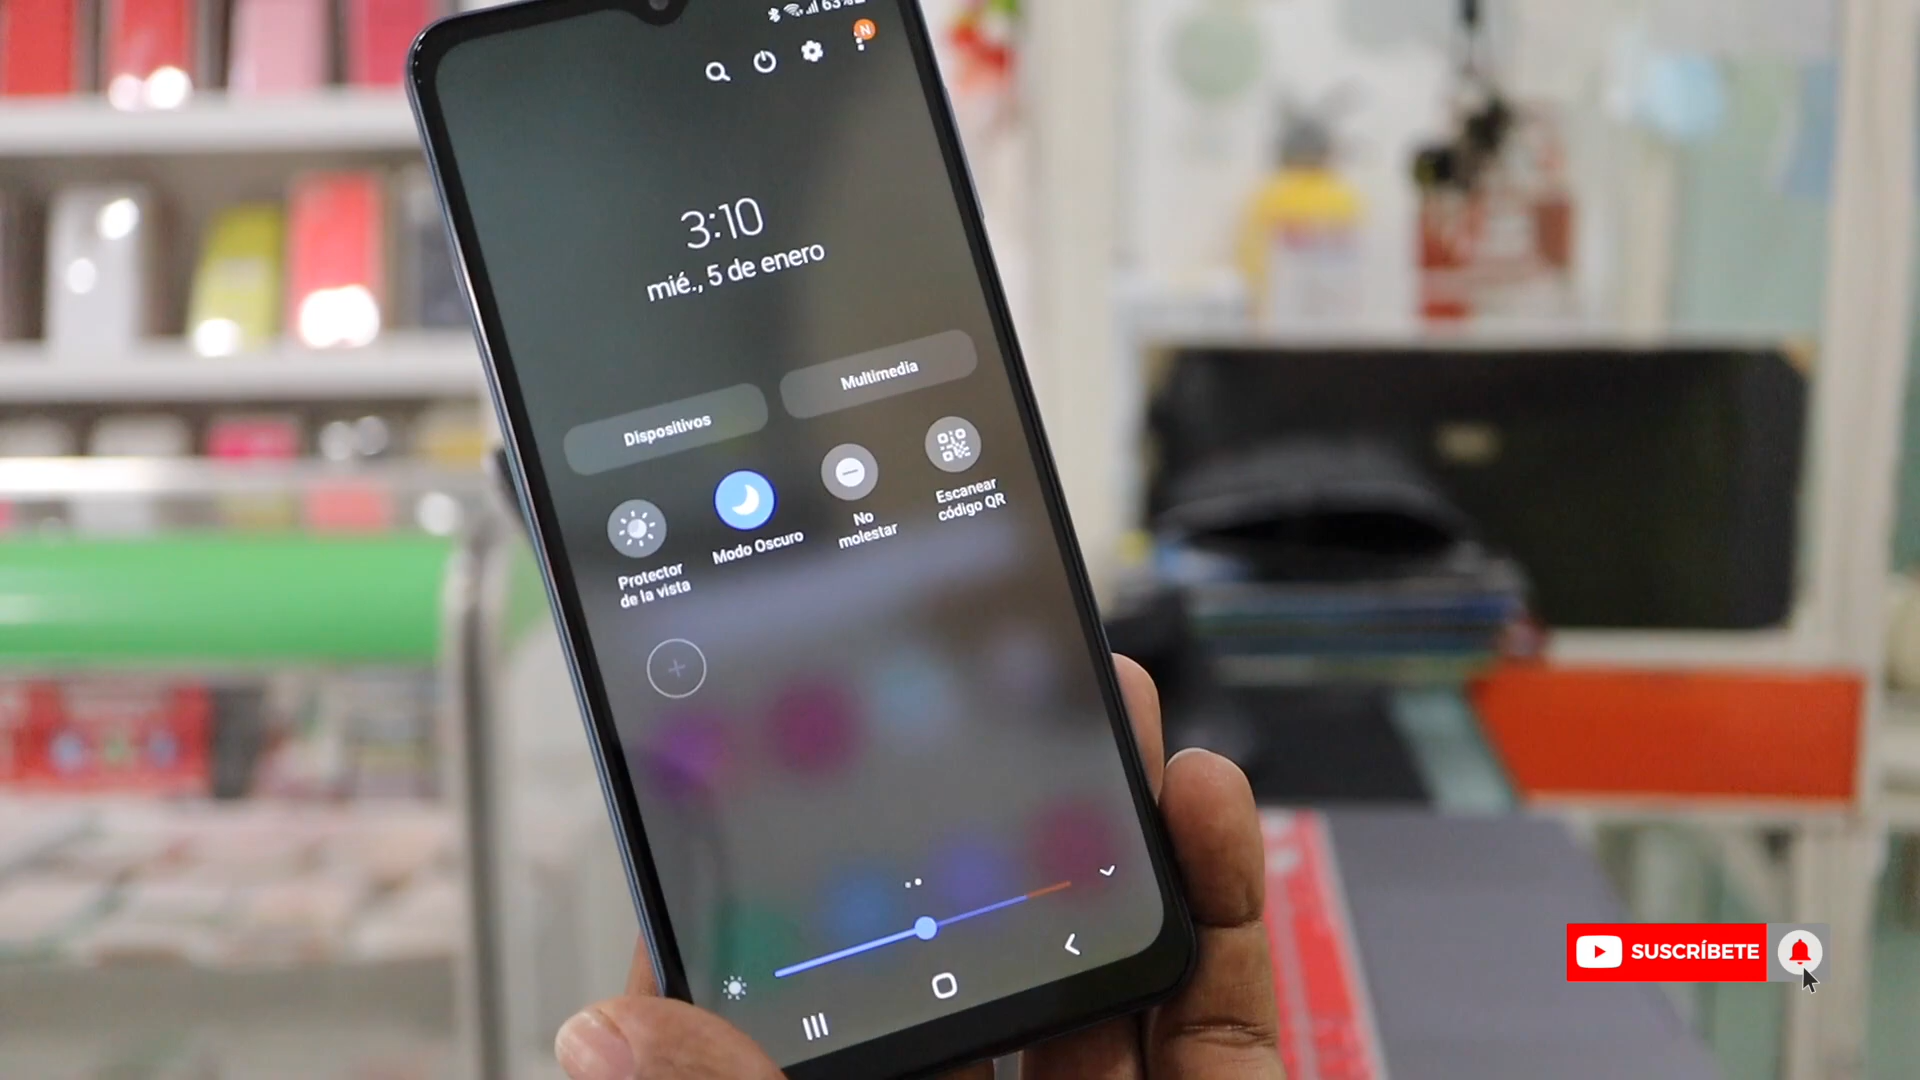 63%
N
3:10
mié., 5 de enero
Dispositivos
Multimedia
Protector
de la vista
Modo Oscuro
No
molestar
Escanear
código QR
SUSCRÍBETE